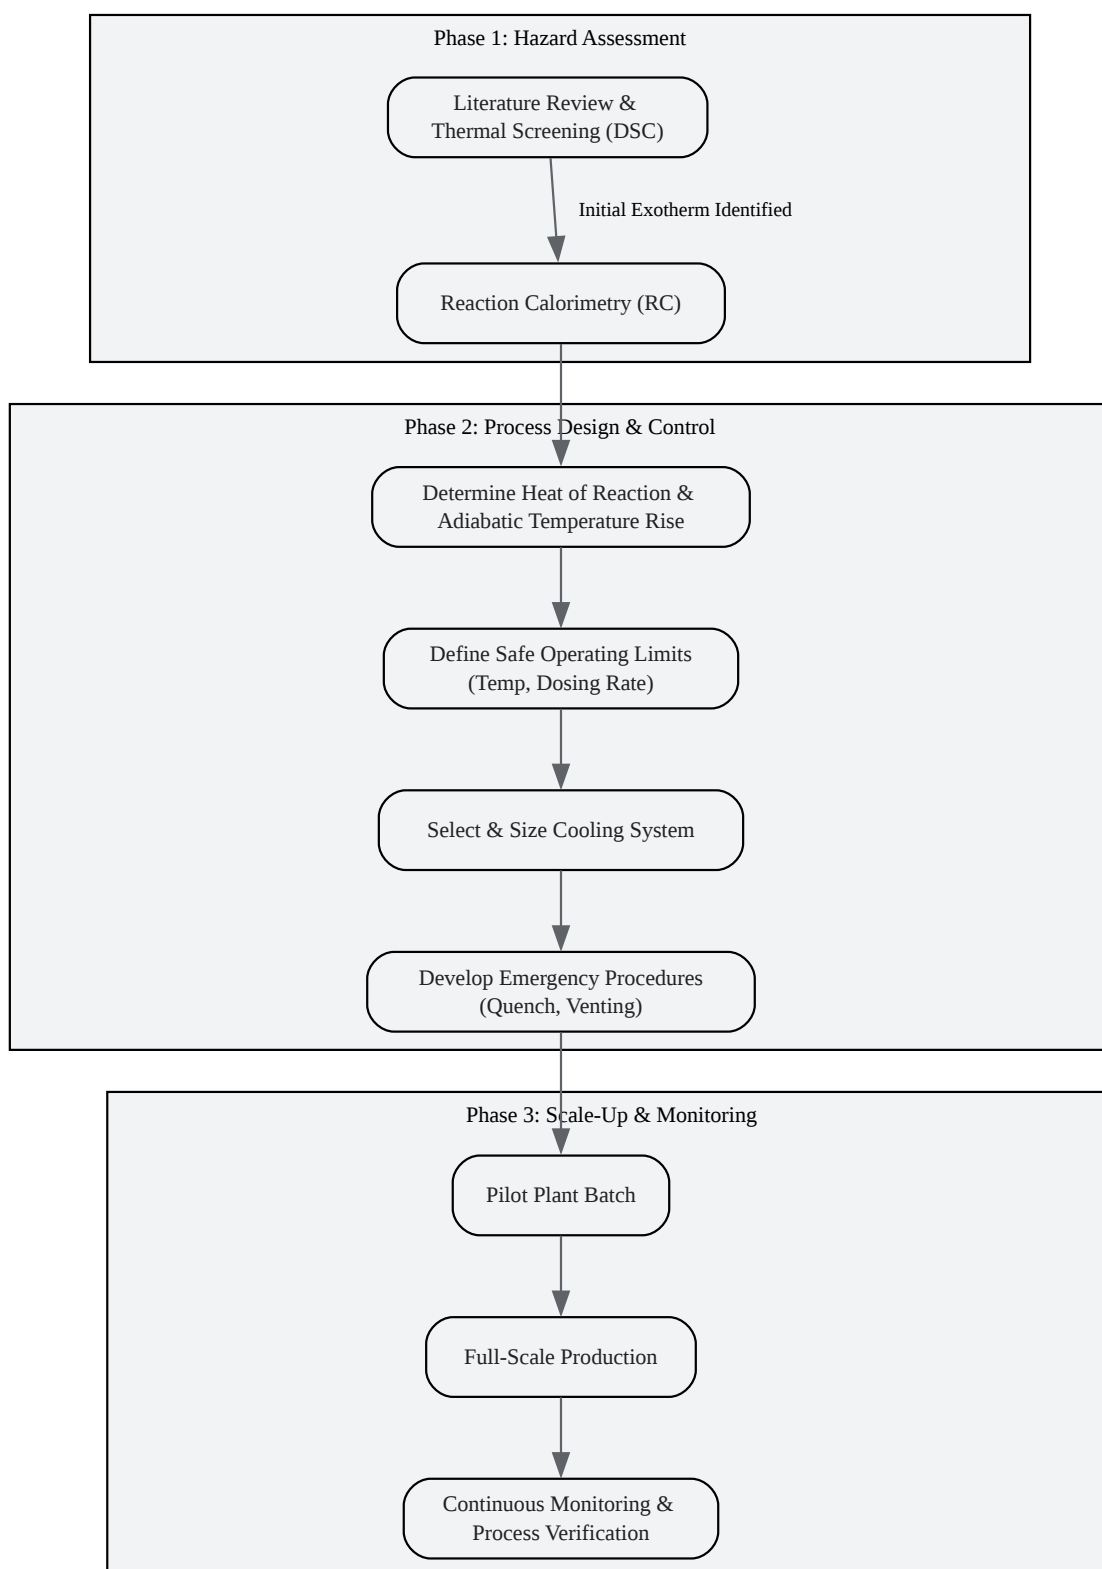 Phase 1: Hazard Assessment
Literature Review &
Thermal Screening (DSC)
Initial Exotherm Identified
Reaction Calorimetry (RC)
Phase 2: Process Design & Control
Determine Heat of Reaction &
Adiabatic Temperature Rise
Define Safe Operating Limits
(Temp, Dosing Rate)
Select & Size Cooling System
Develop Emergency Procedures
(Quench, Venting)
Phase 3: Scale-Up & Monitoring
Pilot Plant Batch
Full-Scale Production
Continuous Monitoring &
Process Verification